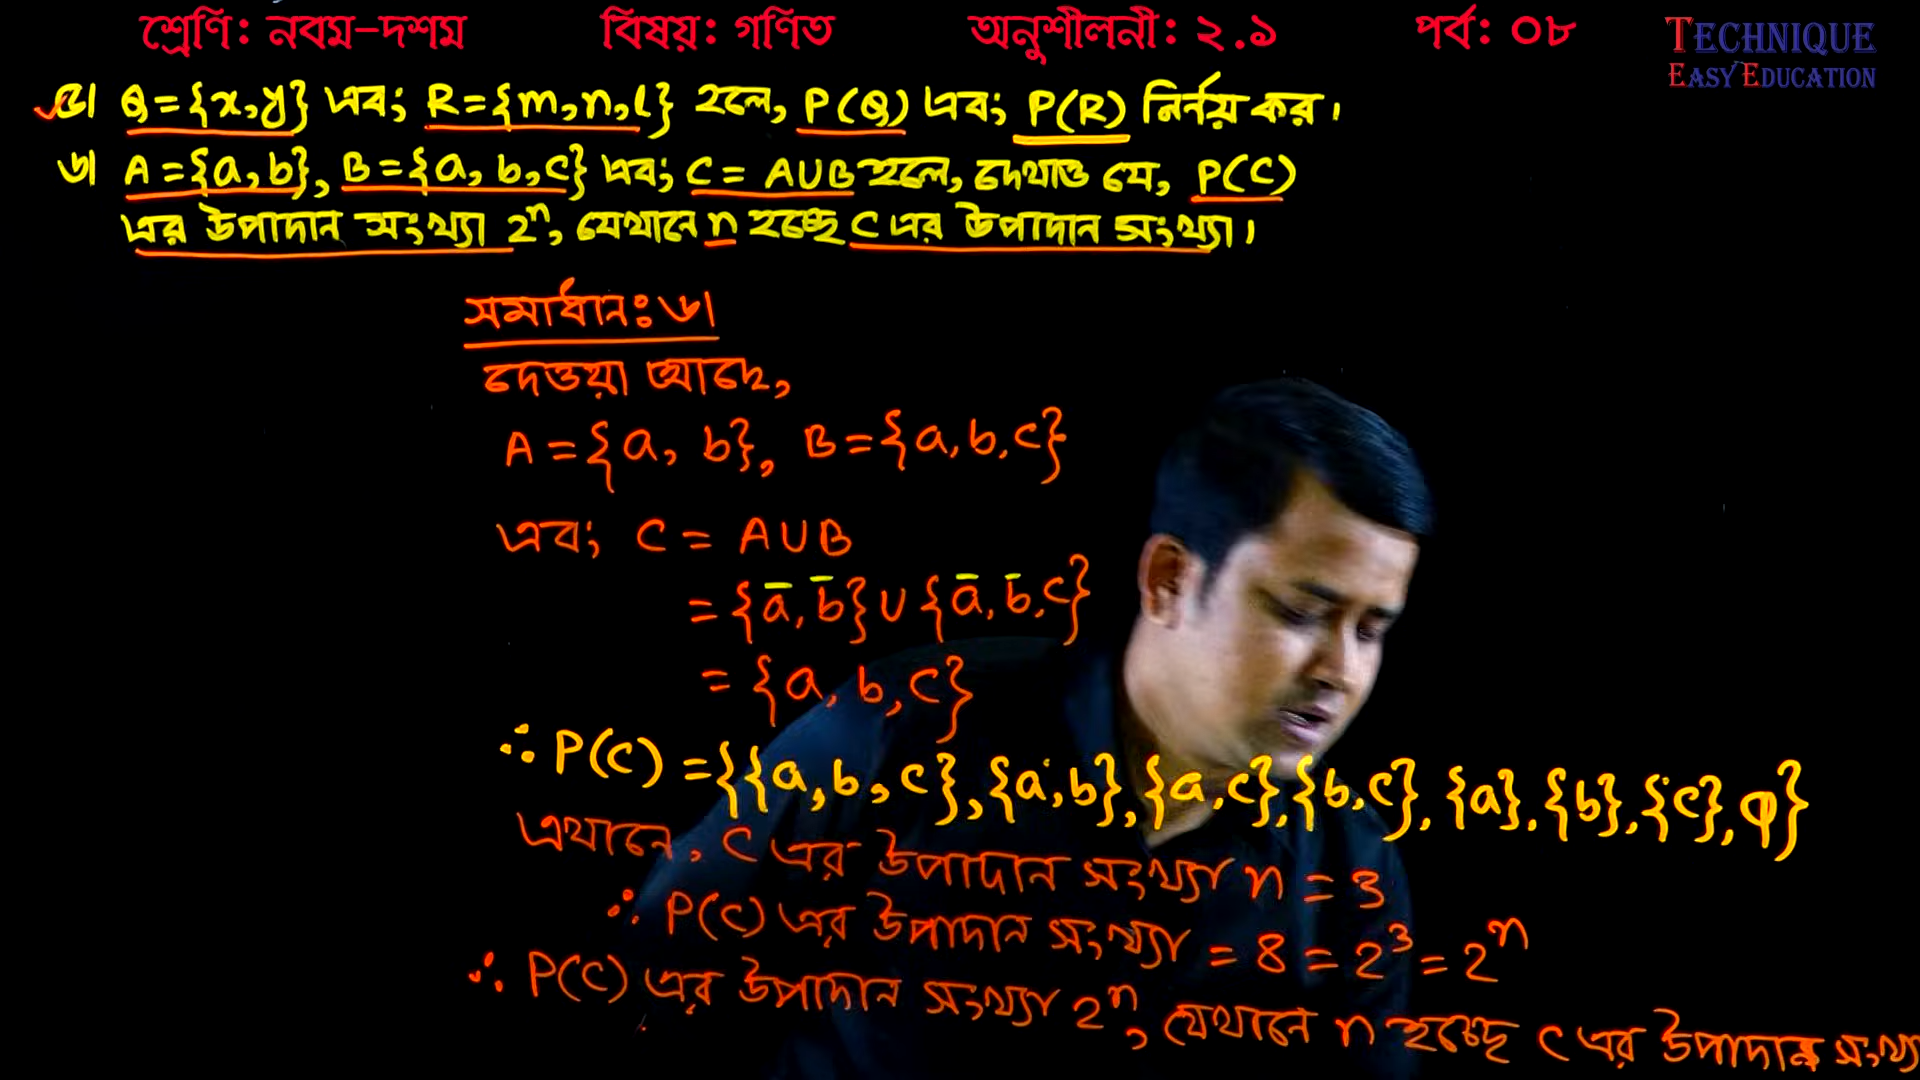 শ্রেণি: নবম-দশম বিষয়: গণিত অনুশীলনী: ২.১ পর্ব: ০৮
TECHNIQUE
EASY EDUCATION
৫। Q={x,y} এবং R={m,n,l} হলে, P(Q) এবং P(R) নির্ণয় কর।
৬। A={a,b}, B={a,b,c} এবং C=A∪B হলে, দেখাও যে, P(C)
এর উপাদান সংখ্যা 2ⁿ, যেখানে n হচ্ছে C এর উপাদান সংখ্যা।
সমাধান: ৬।
দেওয়া আছে,
A={a, b}, B={a,b,c}
এবং C = A∪B
= {a,b}∪{a,b,c}
= {a,b,c}
∴ P(C) ={{a,b,c},{a,b},{a,c},{b,c},{a},{b},{c},φ}
এখানে, C এর উপাদান সংখ্যা n = 3
∴ P(C) এর উপাদান সংখ্যা = 8 = 2³ = 2ⁿ
∴ P(C) এর উপাদান সংখ্যা 2ⁿ, যেখানে n হচ্ছে C এর উপাদান সংখ্যা